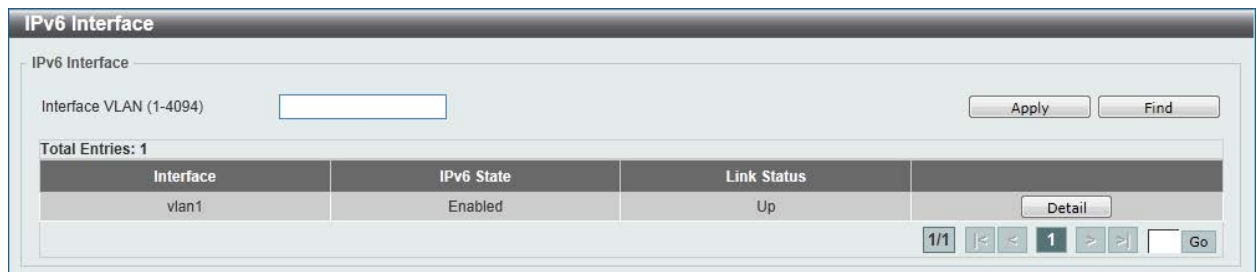 IPv6 Interface
IPv6 Interface
Interface VLAN (1-4094) Apply Find
Total Entries: 1
Interface IPv6 State Link Status
vlan1 Enabled Up Detail
1/1 |< < 1 > >| Go